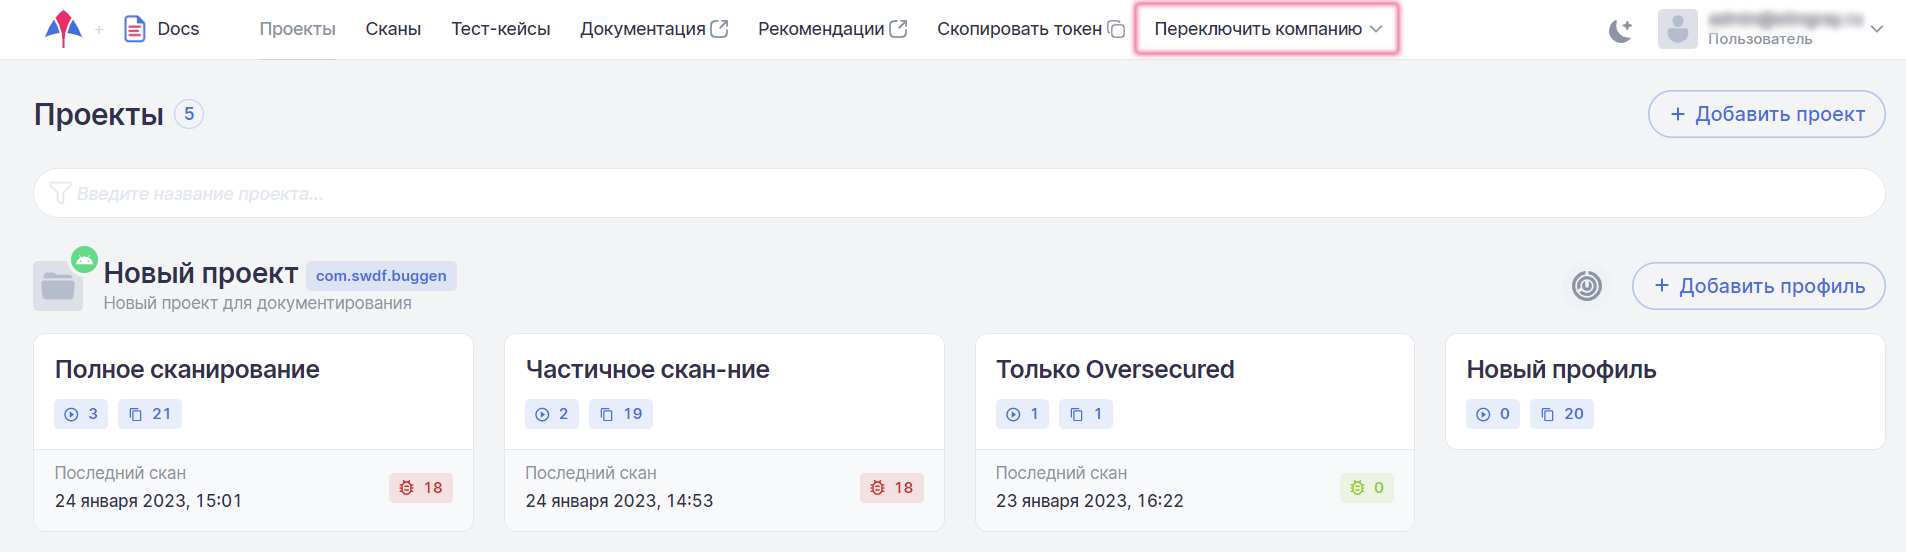 Docs
Проекты
Сканы
Тест-кейсы
Документация
Рекомендации
Скопировать токен
Переключить компанию
Пользователь
Проекты 5
+ Добавить проект
Введите название проекта...
Новый проект com.swdf.buggen
Новый проект для документирования
+ Добавить профиль
Полное сканирование
3 21
Последний скан
24 января 2023, 15:01
18
Частичное скан-ние
2 19
Последний скан
24 января 2023, 14:53
18
Только Oversecured
1 1
Последний скан
23 января 2023, 16:22
0
Новый профиль
0 20